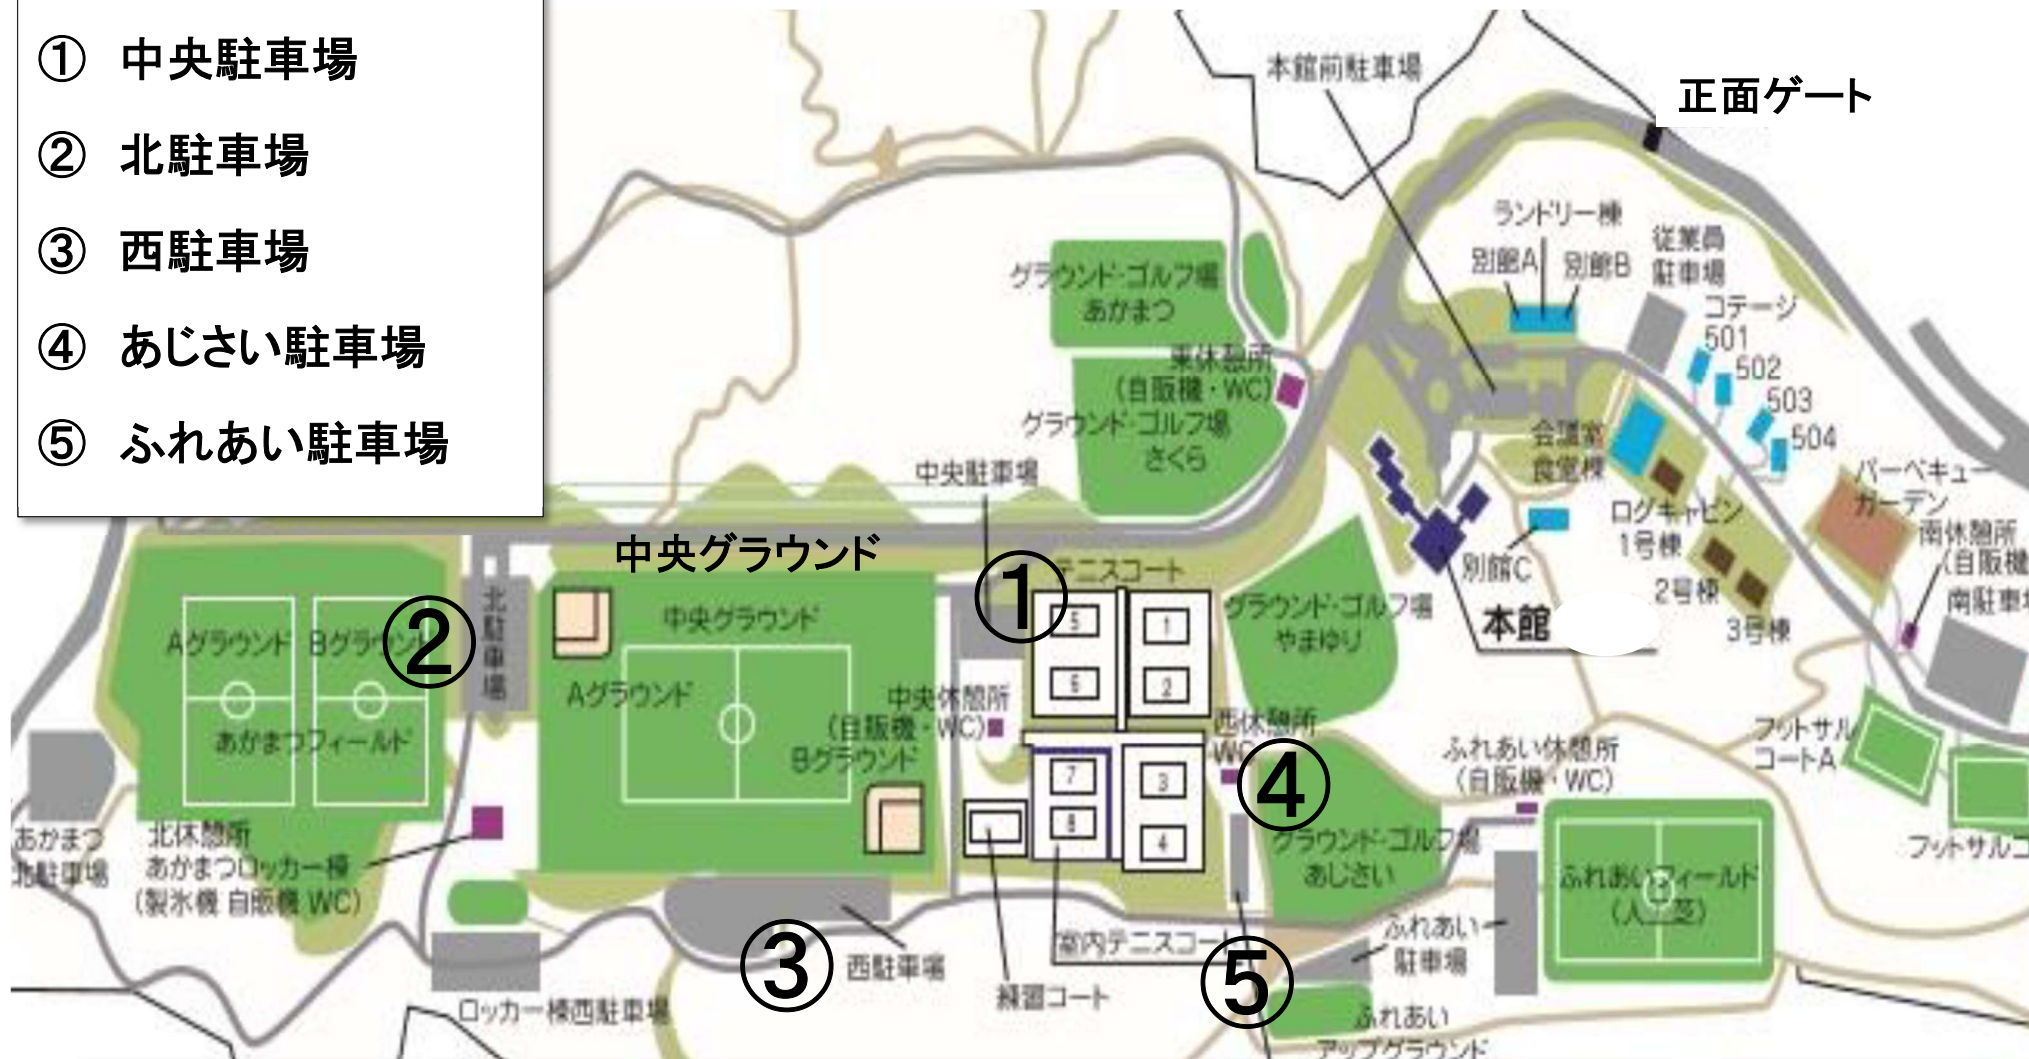 ① 中央駐車場
② 北駐車場
③ 西駐車場
④ あじさい駐車場
⑤ ふれあい駐車場
本館前駐車場
正面ゲート
ランドリー棟
別館A
別館B
従業員
駐車場
コテージ
501
502
503
504
グラウンド・ゴルフ場
あかまつ
東休憩所
(自販機・WC)
グラウンド・ゴルフ場
さくら
会議室
食堂棟
バーベキュー
ガーデン
中央駐車場
ログキャビン
1号棟
2号棟
3号棟
南休憩所
(自販機
南駐車場
別館C
本館
中央グラウンド
①
テニスコート
5
1
6
2
7
3
8
4
グラウンド・ゴルフ場
やまゆり
北駐車場
②
Aグラウンド
Bグラウンド
あかまつフィールド
中央グラウンド
Aグラウンド
Bグラウンド
中央休憩所
(自販機・WC)
西休憩所
WC
④
ふれあい休憩所
(自販機・WC)
フットサル
コートA
フットサルコ
あかまつ
北駐車場
北休憩所
あかまつロッカー棟
(製氷機 自販機 WC)
グラウンド・ゴルフ場
あじさい
ふれあいフィールド
(人工芝)
ふれあい
駐車場
③
西駐車場
室内テニスコート
⑤
練習コート
ロッカー棟西駐車場
ふれあい
アップグラウンド